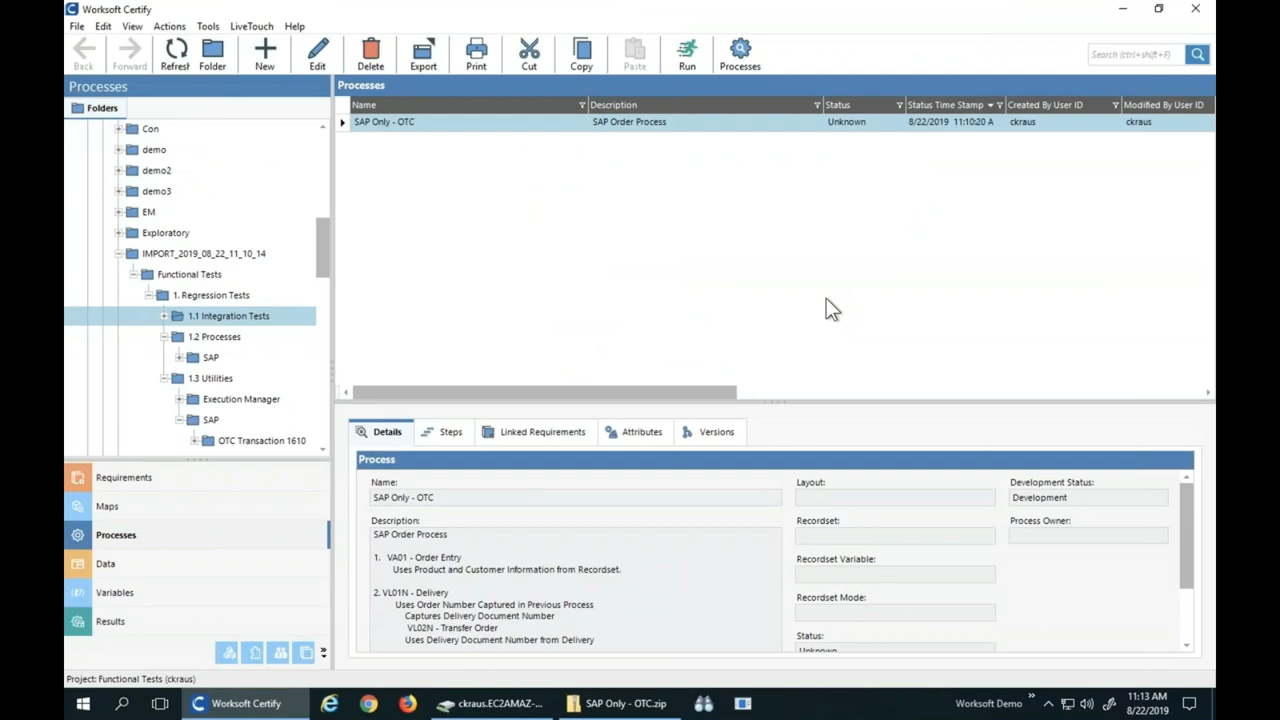 Worksoft Certify
File Edit View Actions Tools LiveTouch Help
Back Forward Refresh Folder New Edit Delete Export Print Cut Copy Paste Run Processes
Search (ctrl+shift+F)
Processes
Folders
Con
demo
demo2
demo3
EM
Exploratory
IMPORT_2019_08_22_11_10_14
Functional Tests
1. Regression Tests
1.1 Integration Tests
1.2 Processes
SAP
1.3 Utilities
Execution Manager
SAP
OTC Transaction 1610
Requirements
Maps
Processes
Data
Variables
Results
Processes
Name Description Status Status Time Stamp Created By User ID Modified By User ID
SAP Only - OTC SAP Order Process Unknown 8/22/2019 11:10:20 A ckraus ckraus
Details Steps Linked Requirements Attributes Versions
Process
Name: Layout: Development Status:
SAP Only - OTC Development
Description: Recordset: Process Owner:
SAP Order Process
1. VA01 - Order Entry
Uses Product and Customer Information from Recordset.
2. VL01N - Delivery
Uses Order Number Captured in Previous Process
Captures Delivery Document Number
VL02N - Transfer Order
Uses Delivery Document Number from Delivery
Recordset Variable:
Recordset Mode:
Status:
Unknown
Project: Functional Tests (ckraus)
Worksoft Certify ckraus.EC2AMAZ-... SAP Only - OTC.zip Worksoft Demo 11:13 AM
8/22/2019